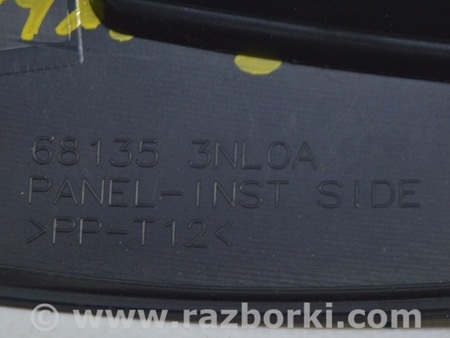 68135 3NL0A
PANEL-INST SIDE
>PP-T12<
www.razborki.com